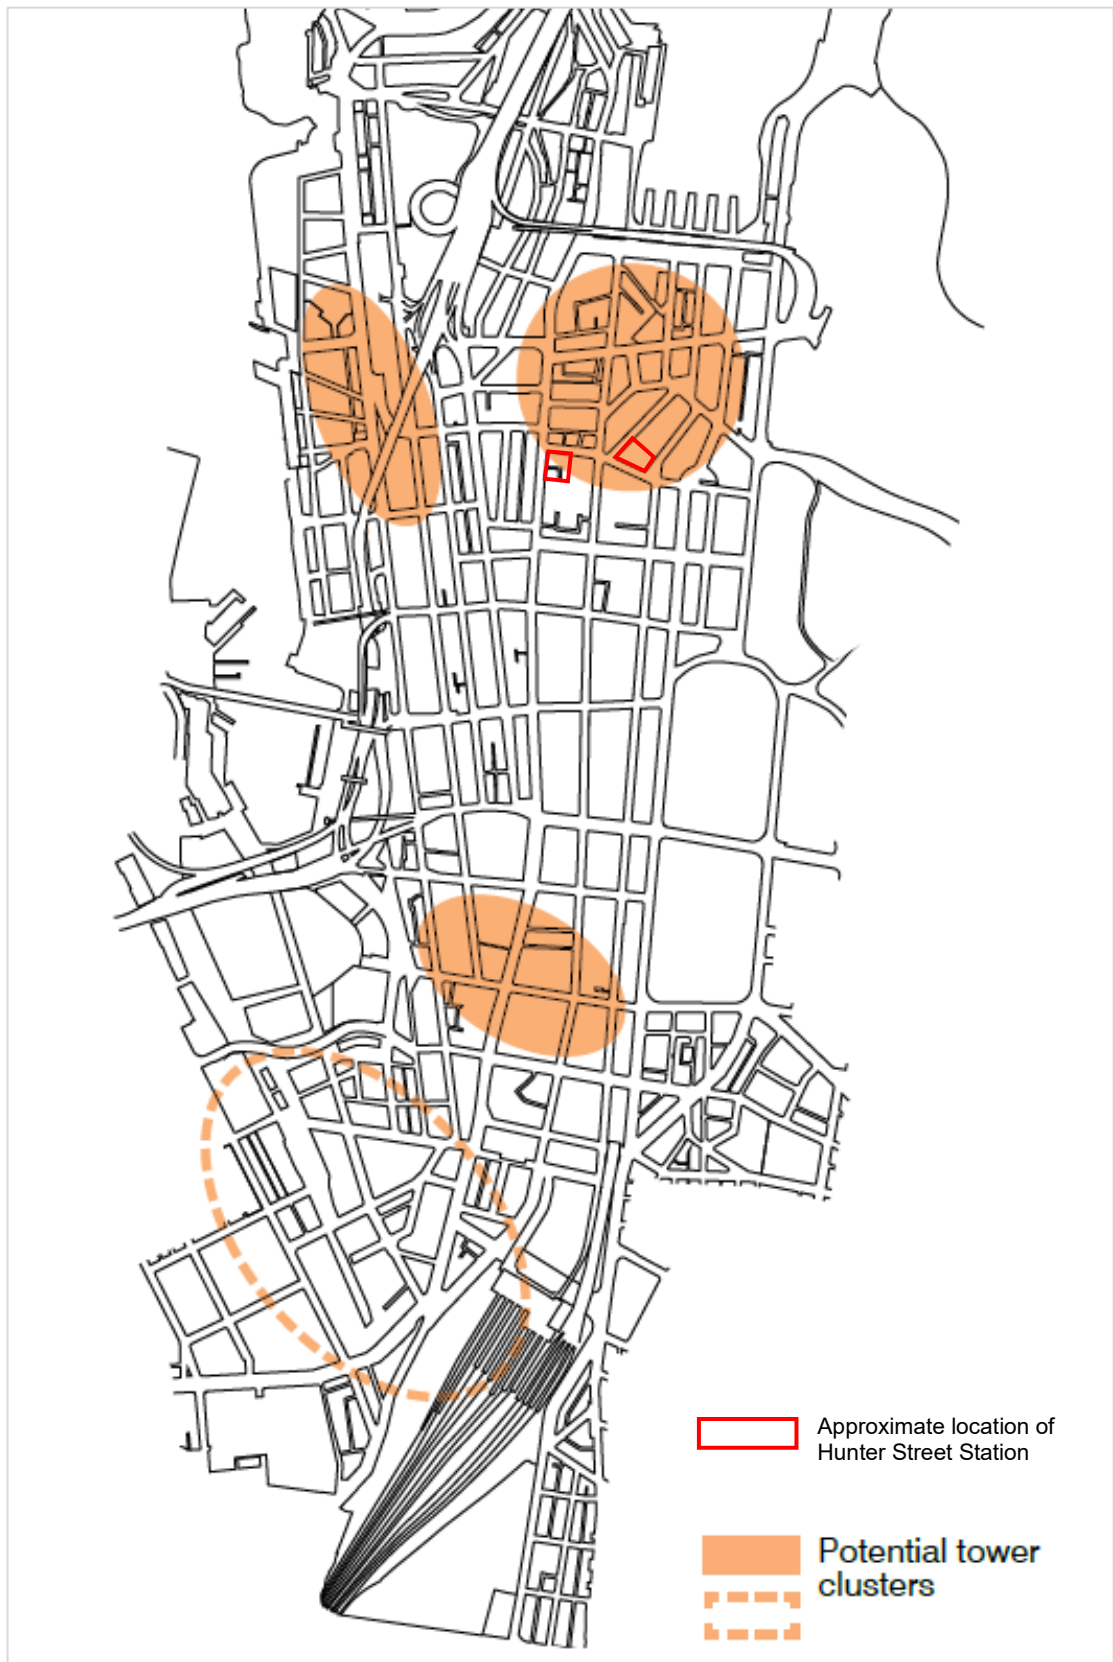 Approximate location of
Hunter Street Station
Potential tower
clusters